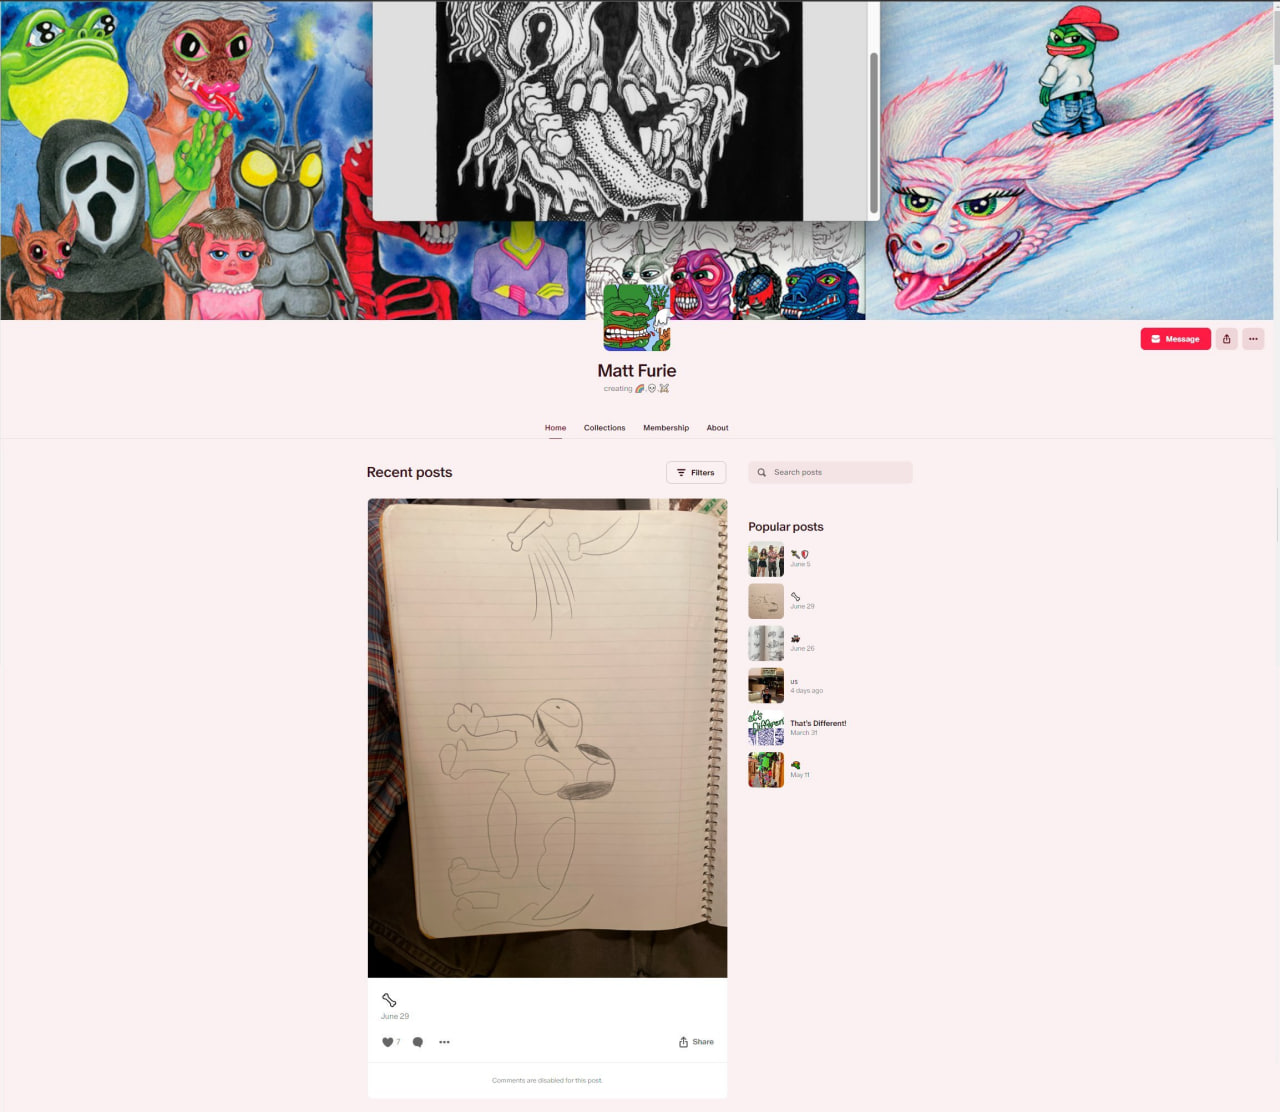 Message
Matt Furie
creating 🌈,💀,👾
Home
Collections
Membership
About
Recent posts
Filters
Search posts
🦴
June 29
7
Share
Comments are disabled for this post
Popular posts
June 5
🦴
June 29
June 26
us
4 days ago
That's Different!
March 31
May 11